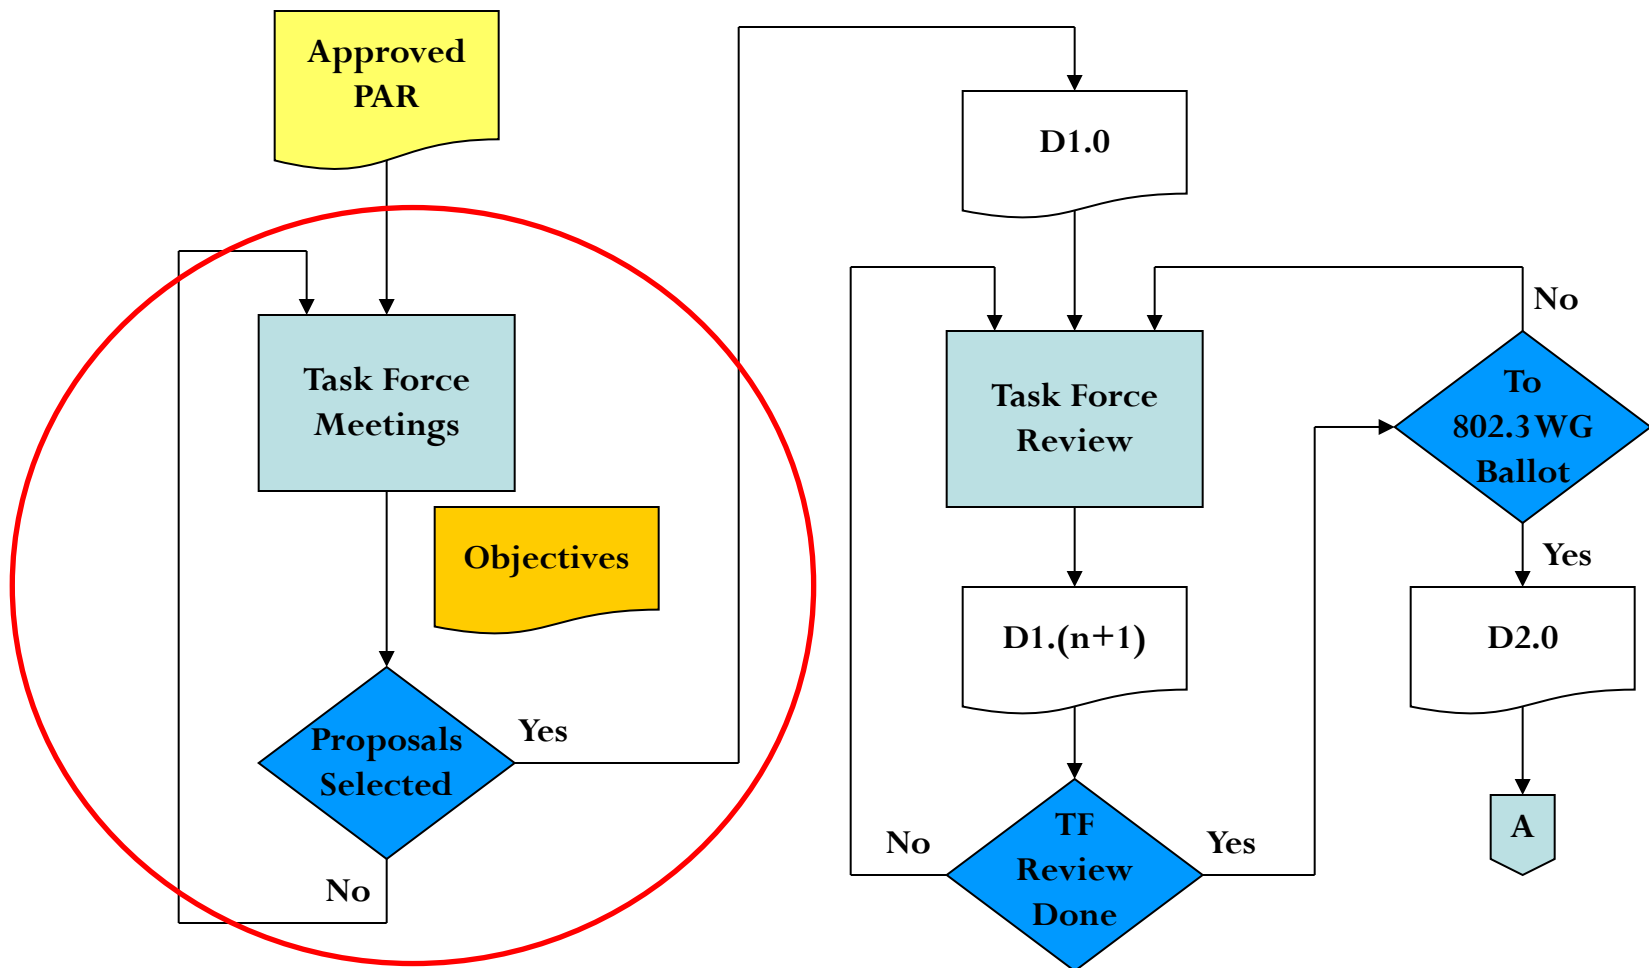 Approved
PAR
Task Force
Meetings
Objectives
Proposals
Selected
Yes
No
D1.0
Task Force
Review
D1.(n+1)
TF
Review
Done
No
Yes
To
802.3 WG
Ballot
No
Yes
D2.0
A